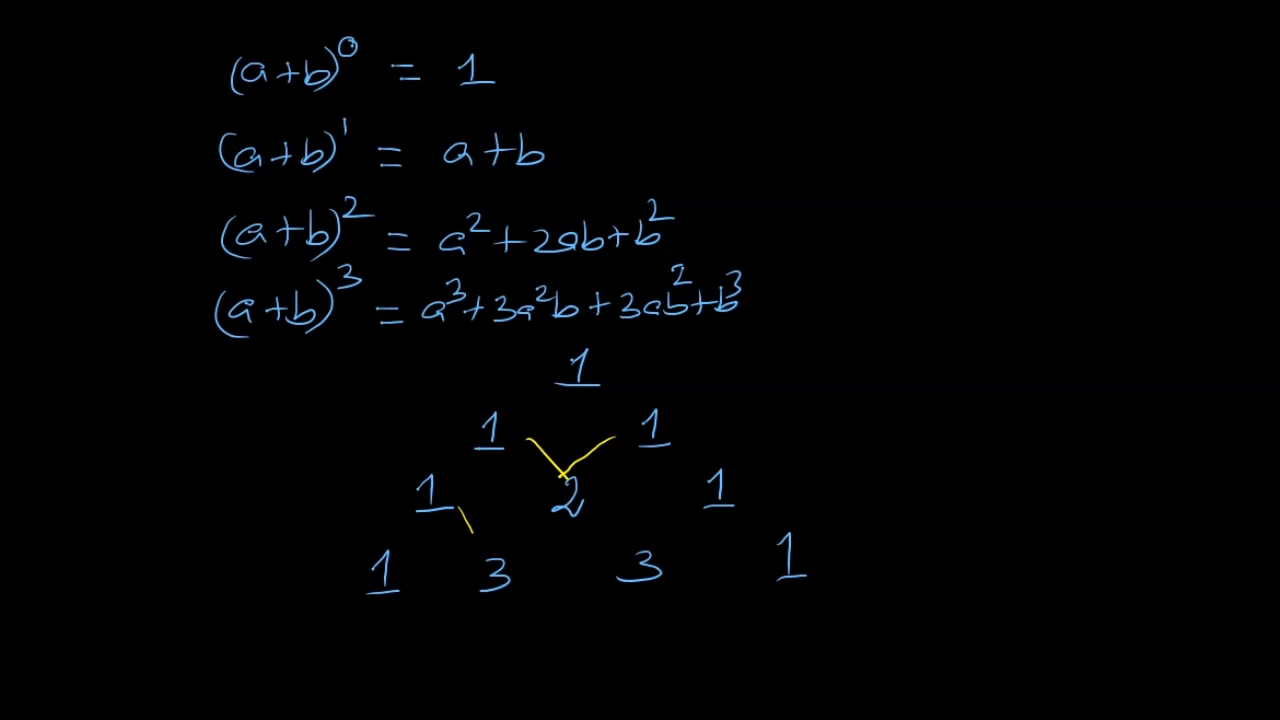 (a+b)⁰ = 1
(a+b)¹ = a+b
(a+b)² = a²+2ab+b²
(a+b)³ = a³+3a²b+3ab²+b³
1
1 1
1 2 1
1 3 3 1